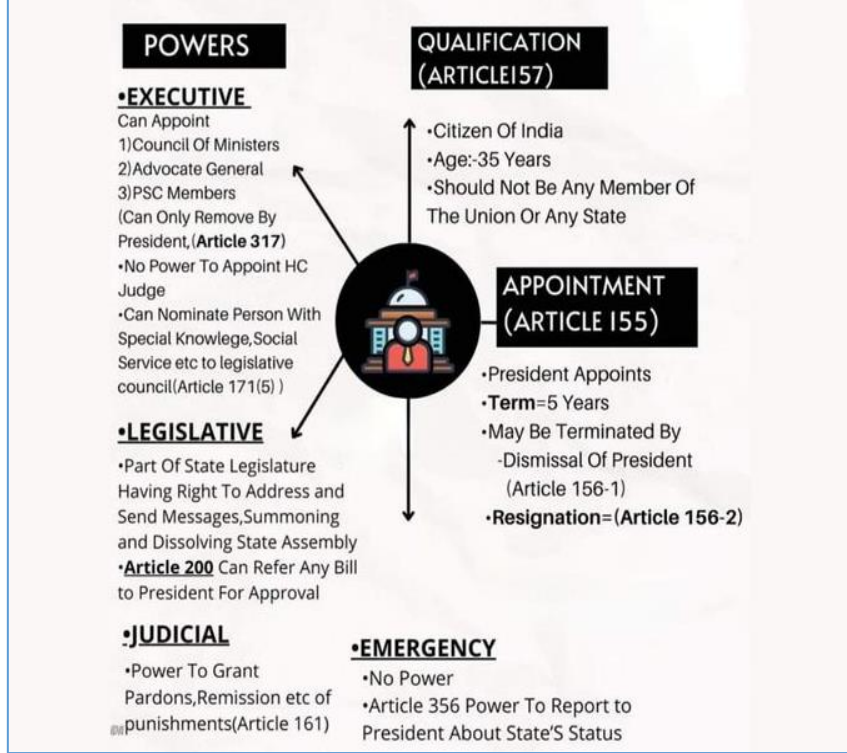 POWERS
•EXECUTIVE
Can Appoint
1)Council Of Ministers
2)Advocate General
3)PSC Members
(Can Only Remove By
President,(Article 317)
•No Power To Appoint HC
Judge
•Can Nominate Person With
Special Knowlege,Social
Service etc to legislative
council(Article 171(5) )
•LEGISLATIVE
•Part Of State Legislature
Having Right To Address and
Send Messages,Summoning
and Dissolving State Assembly
•Article 200 Can Refer Any Bill
to President For Approval
•JUDICIAL
•Power To Grant
Pardons,Remission etc of
punishments(Article 161)
QUALIFICATION
(ARTICLE157)
•Citizen Of India
•Age:-35 Years
•Should Not Be Any Member Of
The Union Or Any State
APPOINTMENT
(ARTICLE 155)
•President Appoints
•Term=5 Years
•May Be Terminated By
-Dismissal Of President
(Article 156-1)
•Resignation=(Article 156-2)
•EMERGENCY
•No Power
•Article 356 Power To Report to
President About State'S Status